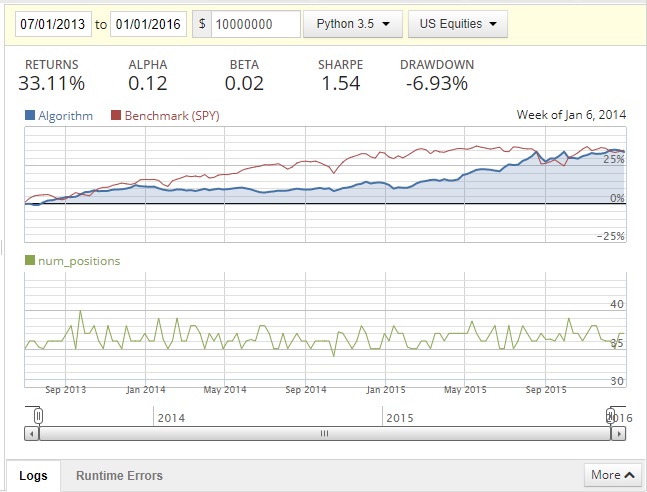 07/01/2013 to 01/01/2016 $ 10000000 Python 3.5 US Equities
RETURNS ALPHA BETA SHARPE DRAWDOWN
33.11% 0.12 0.02 1.54 -6.93%
Algorithm Benchmark (SPY) Week of Jan 6, 2014
25%
0%
-25%
num_positions
40
35
30
Sep 2013 Jan 2014 May 2014 Sep 2014 Jan 2015 May 2015 Sep 2015
2014 2015 2016
Logs Runtime Errors More